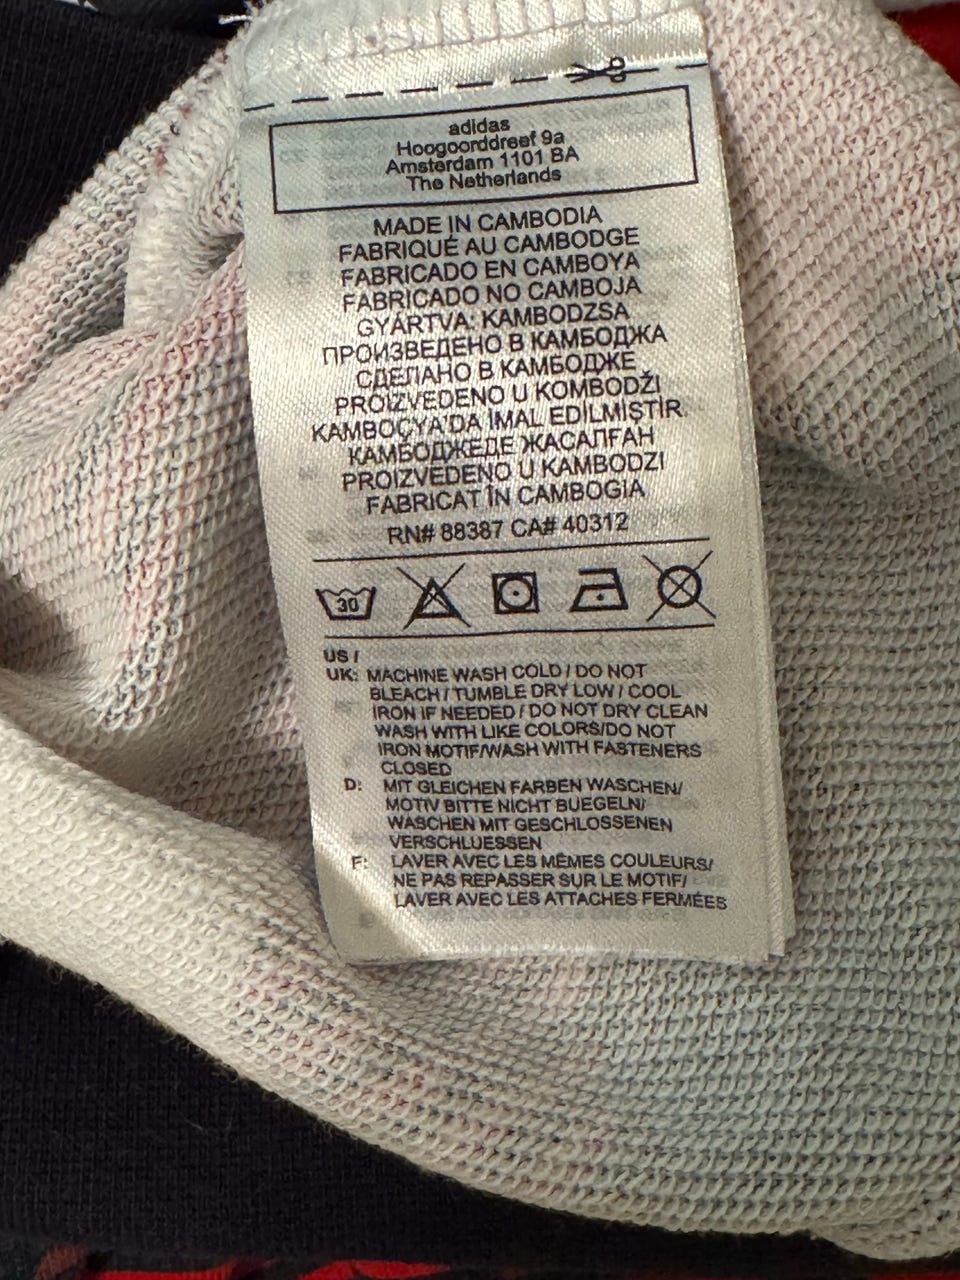 adidas
Hoogoorddreef 9a
Amsterdam 1101 BA
The Netherlands
MADE IN CAMBODIA
FABRIQUÉ AU CAMBODGE
FABRICADO EN CAMBOYA
FABRICADO NO CAMBOJA
GYÁRTVA: KAMBODZSA
ПРОИЗВЕДЕНО В КАМБОДЖА
СДЕЛАНО В КАМБОДЖЕ
PROIZVEDENO U KOMBODŽI
KAMBOÇYA'DA İMAL EDİLMİŞTİR.
КАМБОДЖЕДЕ ЖАСАЛҒАН
PROIZVEDENO U KAMBODZI
FABRICAT ÎN CAMBOGIA
RN# 88387 CA# 40312
30
US /
UK: MACHINE WASH COLD / DO NOT
BLEACH / TUMBLE DRY LOW / COOL
IRON IF NEEDED / DO NOT DRY CLEAN
WASH WITH LIKE COLORS/DO NOT
IRON MOTIF/WASH WITH FASTENERS
CLOSED
D: MIT GLEICHEN FARBEN WASCHEN/
MOTIV BITTE NICHT BUEGELN/
WASCHEN MIT GESCHLOSSENEN
VERSCHLUESSEN
F: LAVER AVEC LES MÊMES COULEURS/
NE PAS REPASSER SUR LE MOTIF/
LAVER AVEC LES ATTACHES FERMÉES